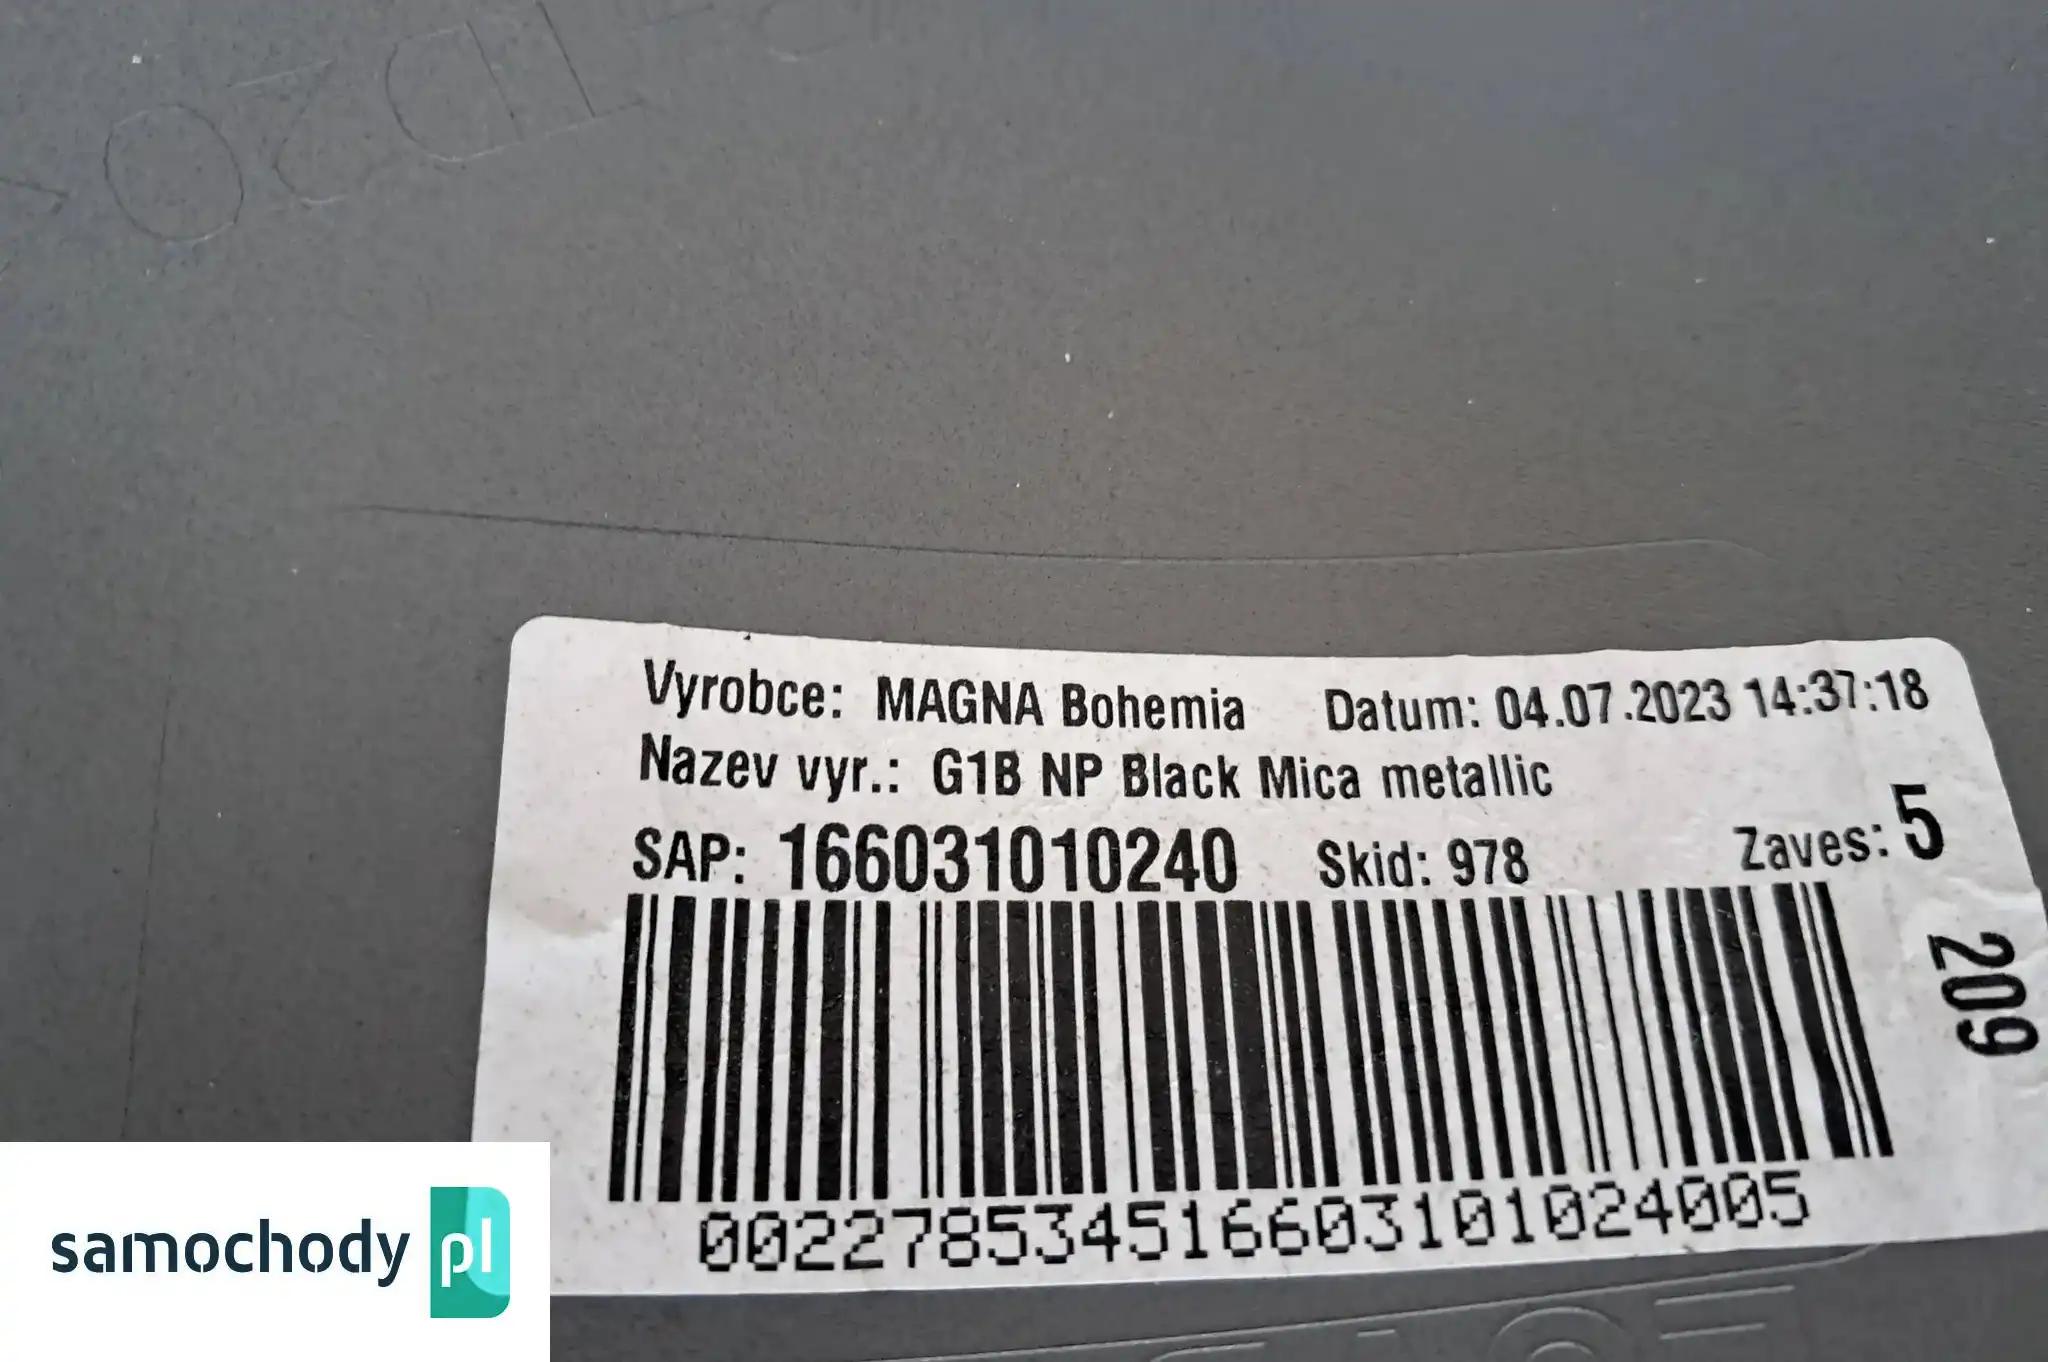 Vyrobce: MAGNA Bohemia Datum: 04.07.2023 14:37:18
Nazev vyr.: G1B NP Black Mica metallic
SAP: 166031010240 Skid: 978 Zaves: 5
209
002278534516603101024005
samochody pl